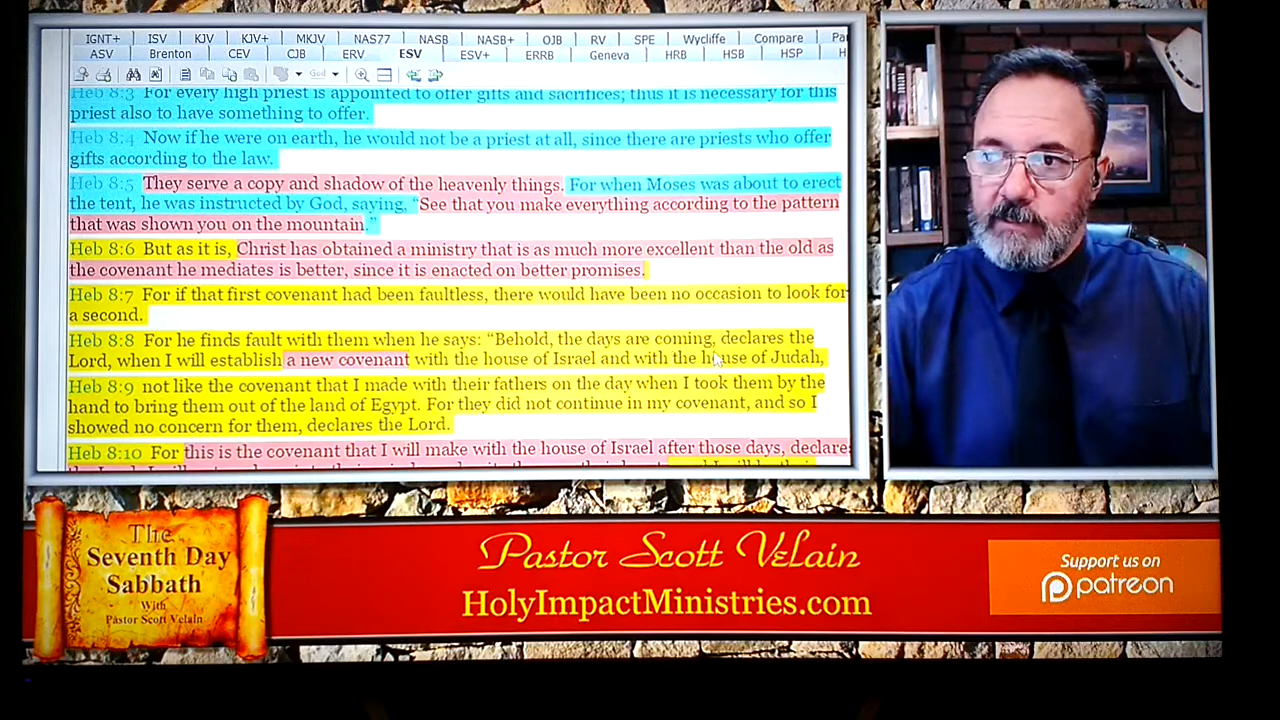 IGNT+ ISV KJV KJV+ MKJV NAS77 NASB NASB+ OJB RV SPE Wycliffe Compare
ASV Brenton CEV CJB ERV ESV ESV+ ERRB Geneva HRB HSB HSP
God
Heb 8:3 For every high priest is appointed to offer gifts and sacrifices; thus it is necessary for this
priest also to have something to offer.
Heb 8:4 Now if he were on earth, he would not be a priest at all, since there are priests who offer
gifts according to the law.
Heb 8:5 They serve a copy and shadow of the heavenly things. For when Moses was about to erect
the tent, he was instructed by God, saying, “See that you make everything according to the pattern
that was shown you on the mountain.”
Heb 8:6 But as it is, Christ has obtained a ministry that is as much more excellent than the old as
the covenant he mediates is better, since it is enacted on better promises.
Heb 8:7 For if that first covenant had been faultless, there would have been no occasion to look for
a second.
Heb 8:8 For he finds fault with them when he says: “Behold, the days are coming, declares the
Lord, when I will establish a new covenant with the house of Israel and with the house of Judah,
Heb 8:9 not like the covenant that I made with their fathers on the day when I took them by the
hand to bring them out of the land of Egypt. For they did not continue in my covenant, and so I
showed no concern for them, declares the Lord.
Heb 8:10 For this is the covenant that I will make with the house of Israel after those days, declares
The
Seventh Day
Sabbath
With
Pastor Scott Velain
Pastor Scott Velain
HolyImpactMinistries.com
Support us on
patreon